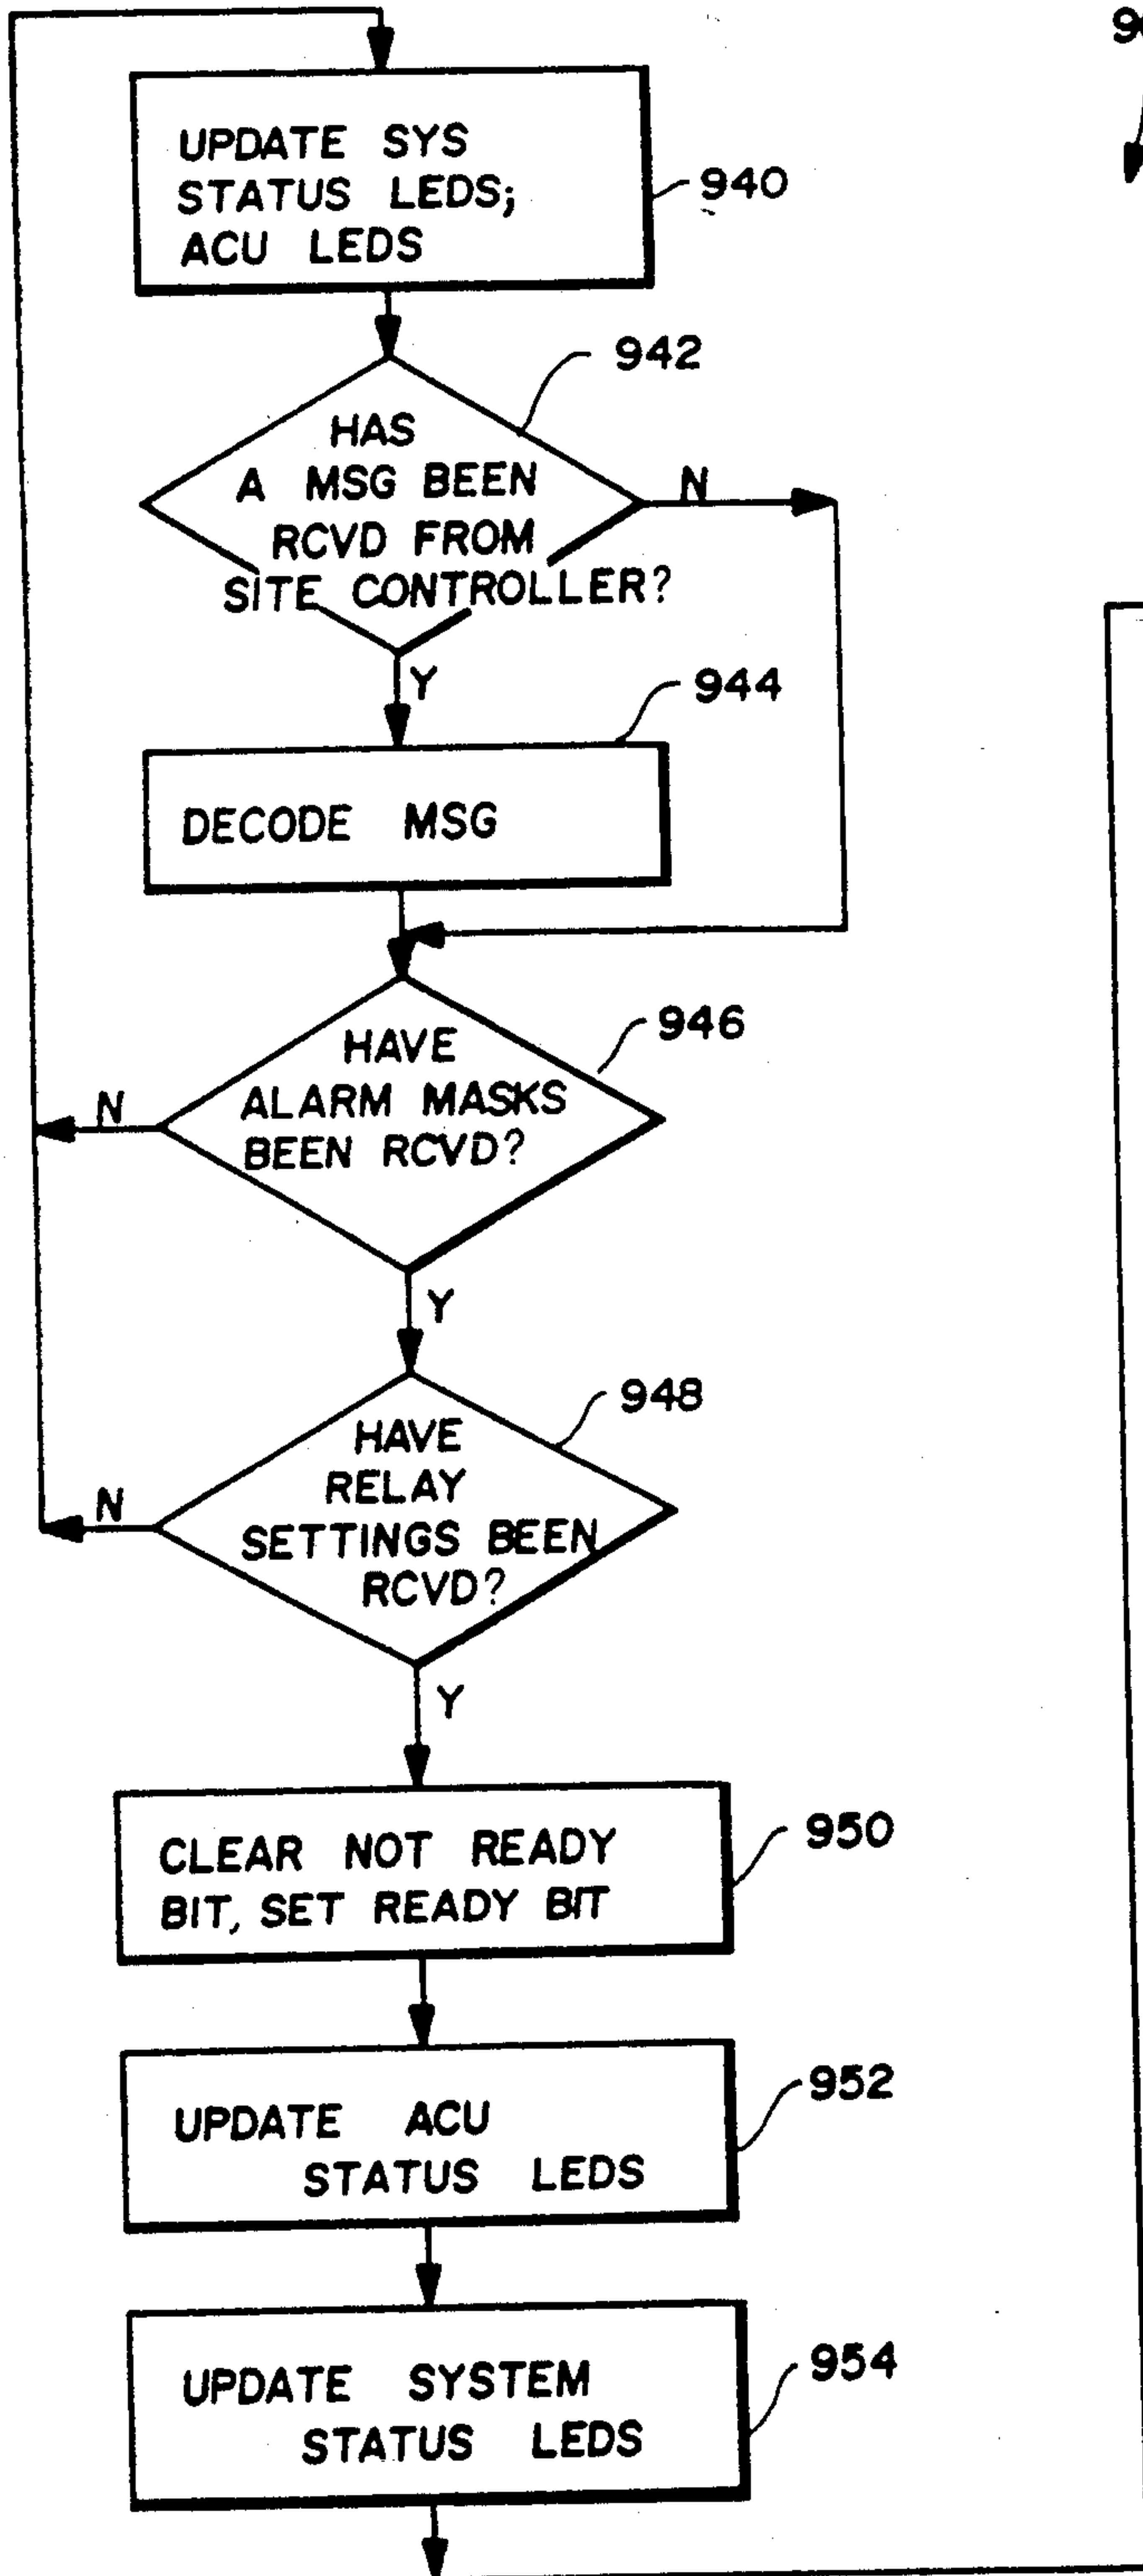 UPDATE SYS
STATUS LEDS;
ACU LEDS
940
942
HAS
A MSG BEEN
RCVD FROM
SITE CONTROLLER?
N
Y
944
DECODE MSG
946
HAVE
ALARM MASKS
BEEN RCVD?
N
Y
948
HAVE
RELAY
SETTINGS BEEN
RCVD?
N
Y
CLEAR NOT READY
BIT, SET READY BIT
950
UPDATE ACU
STATUS LEDS
952
UPDATE SYSTEM
STATUS LEDS
954